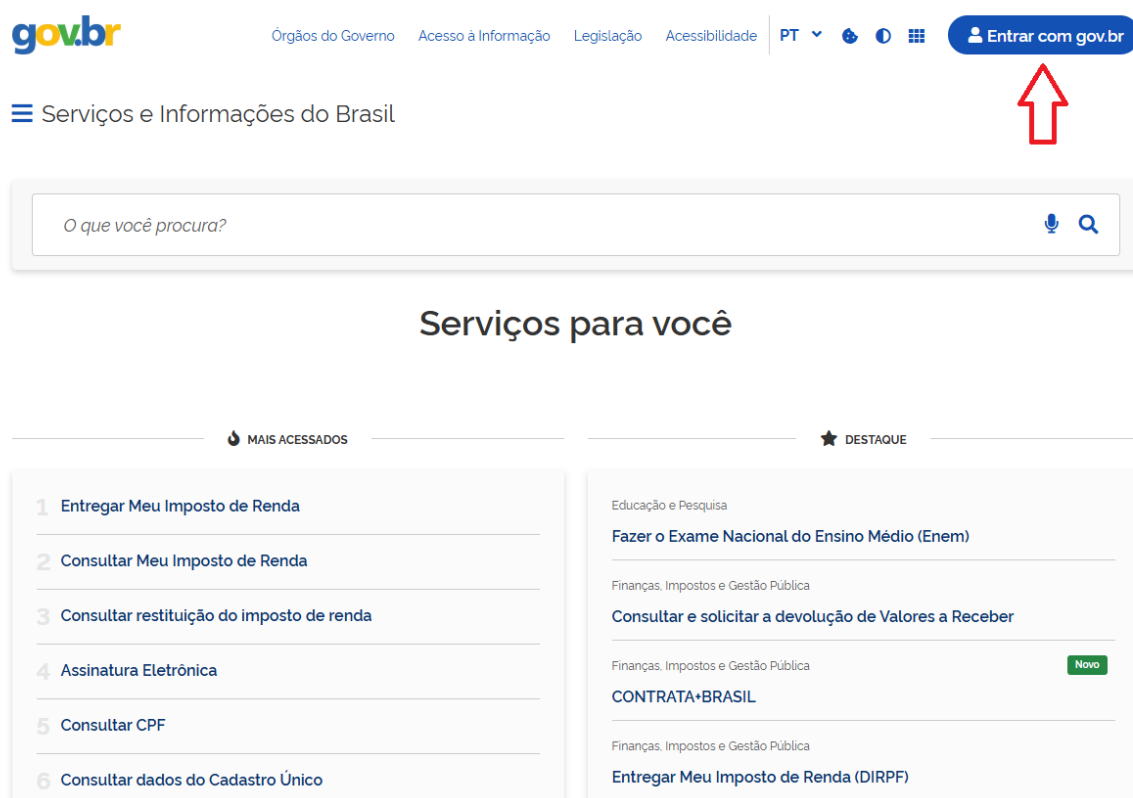 gov.br
Órgãos do Governo Acesso à Informação Legislação Acessibilidade PT Entrar com gov.br
Serviços e Informações do Brasil
O que você procura?
Serviços para você
MAIS ACESSADOS
1 Entregar Meu Imposto de Renda
2 Consultar Meu Imposto de Renda
3 Consultar restituição do imposto de renda
4 Assinatura Eletrônica
5 Consultar CPF
6 Consultar dados do Cadastro Único
DESTAQUE
Educação e Pesquisa
Fazer o Exame Nacional do Ensino Médio (Enem)
Finanças, Impostos e Gestão Pública
Consultar e solicitar a devolução de Valores a Receber
Finanças, Impostos e Gestão Pública Novo
CONTRATA+BRASIL
Finanças, Impostos e Gestão Pública
Entregar Meu Imposto de Renda (DIRPF)